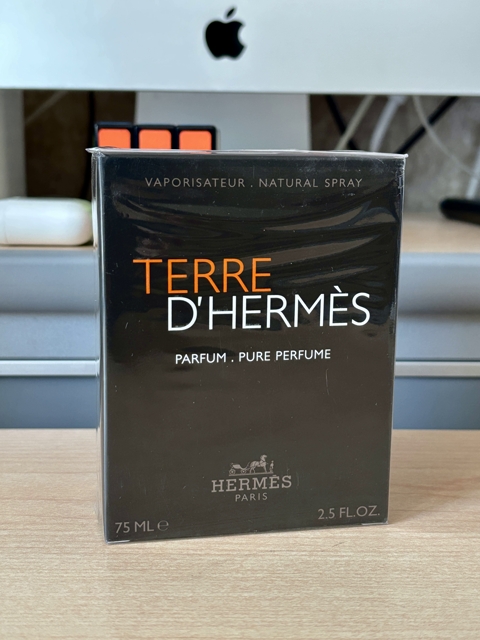 VAPORISATEUR . NATURAL SPRAY
TERRE
D'HERMÈS
PARFUM . PURE PERFUME
HERMÈS
PARIS
75 ML ℮
2.5 FL.OZ.